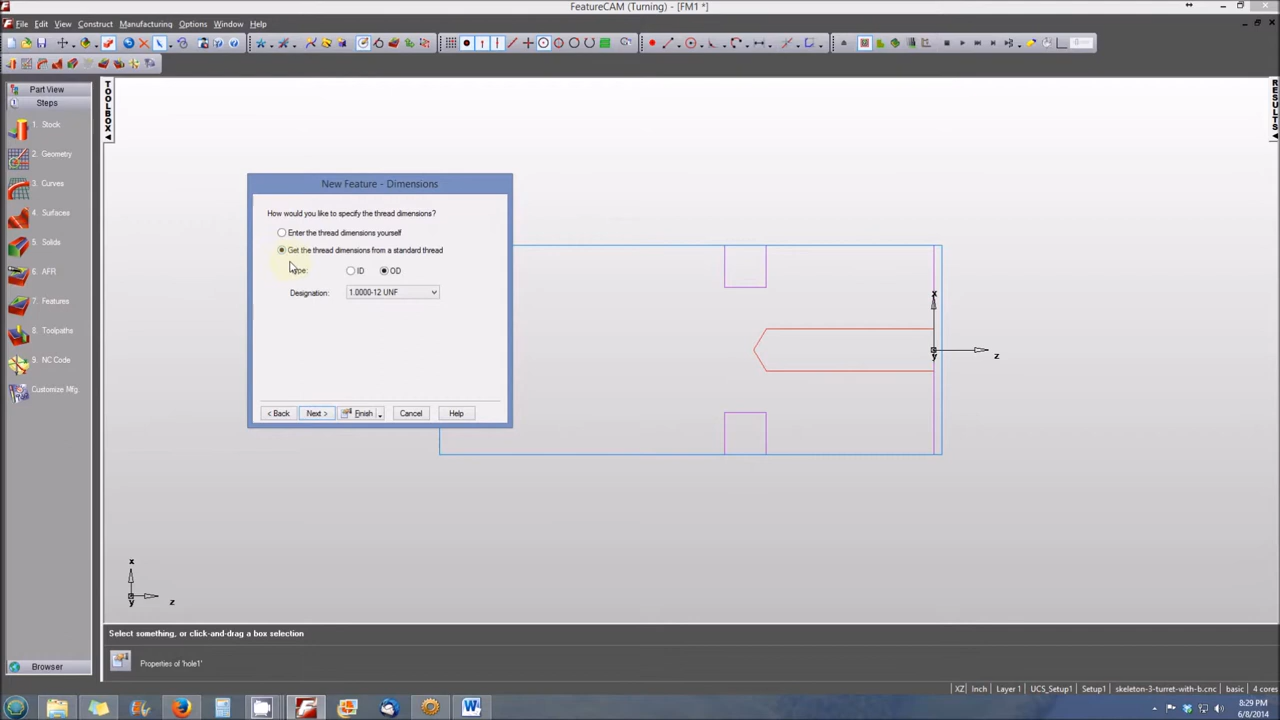 FeatureCAM (Turning) - [FM1 *]
File Edit View Construct Manufacturing Options Window Help
Part View
Steps
1. Stock
2. Geometry
3. Curves
4. Surfaces
5. Solids
6. AFR
7. Features
8. Toolpaths
9. NC Code
Customize Mfg.
Browser
TOOLBOX
RESULTS
New Feature - Dimensions
How would you like to specify the thread dimensions?
Enter the thread dimensions yourself
Get the thread dimensions from a standard thread
ID OD
Designation: 1.0000-12 UNF
< Back Next > Finish Cancel Help
x
y
z
x
y
z
Select something, or click-and-drag a box selection
Properties of 'hole1'
XZ Inch Layer 1 UCS_Setup1 Setup1 skeleton-3-turret-with-b.cnc basic 4 cores
8:29 PM
6/8/2014